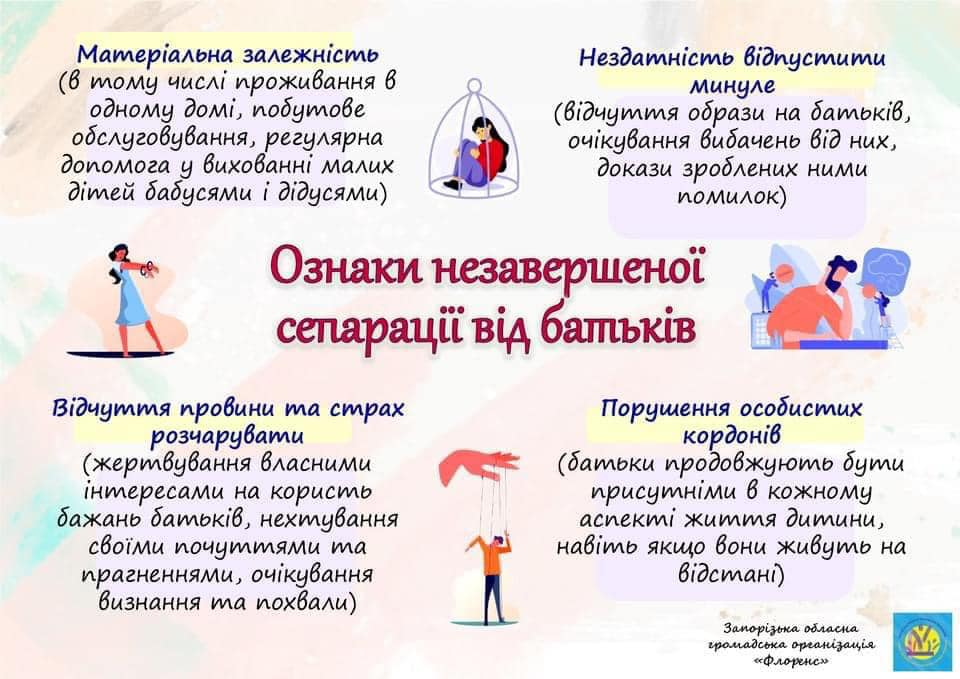 Матеріальна залежність
(в тому числі проживання в
одному домі, побутове
обслуговування, регулярна
допомога у вихованні малих
дітей бабусями і дідусями)
Нездатність відпустити
минуле
(відчуття образи на батьків,
очікування вибачень від них,
докази зроблених ними
помилок)
Ознаки незавершеної
сепарації від батьків
Відчуття провини та страх
розчарувати
(жертвування власними
інтересами на користь
бажань батьків, нехтування
своїми почуттями та
прагненнями, очікування
визнання та похвали)
Порушення особистих
кордонів
(батьки продовжують бути
присутніми в кожному
аспекті життя дитини,
навіть якщо вони живуть на
відстані)
Запорізька обласна
громадська організація
«Флоренс»